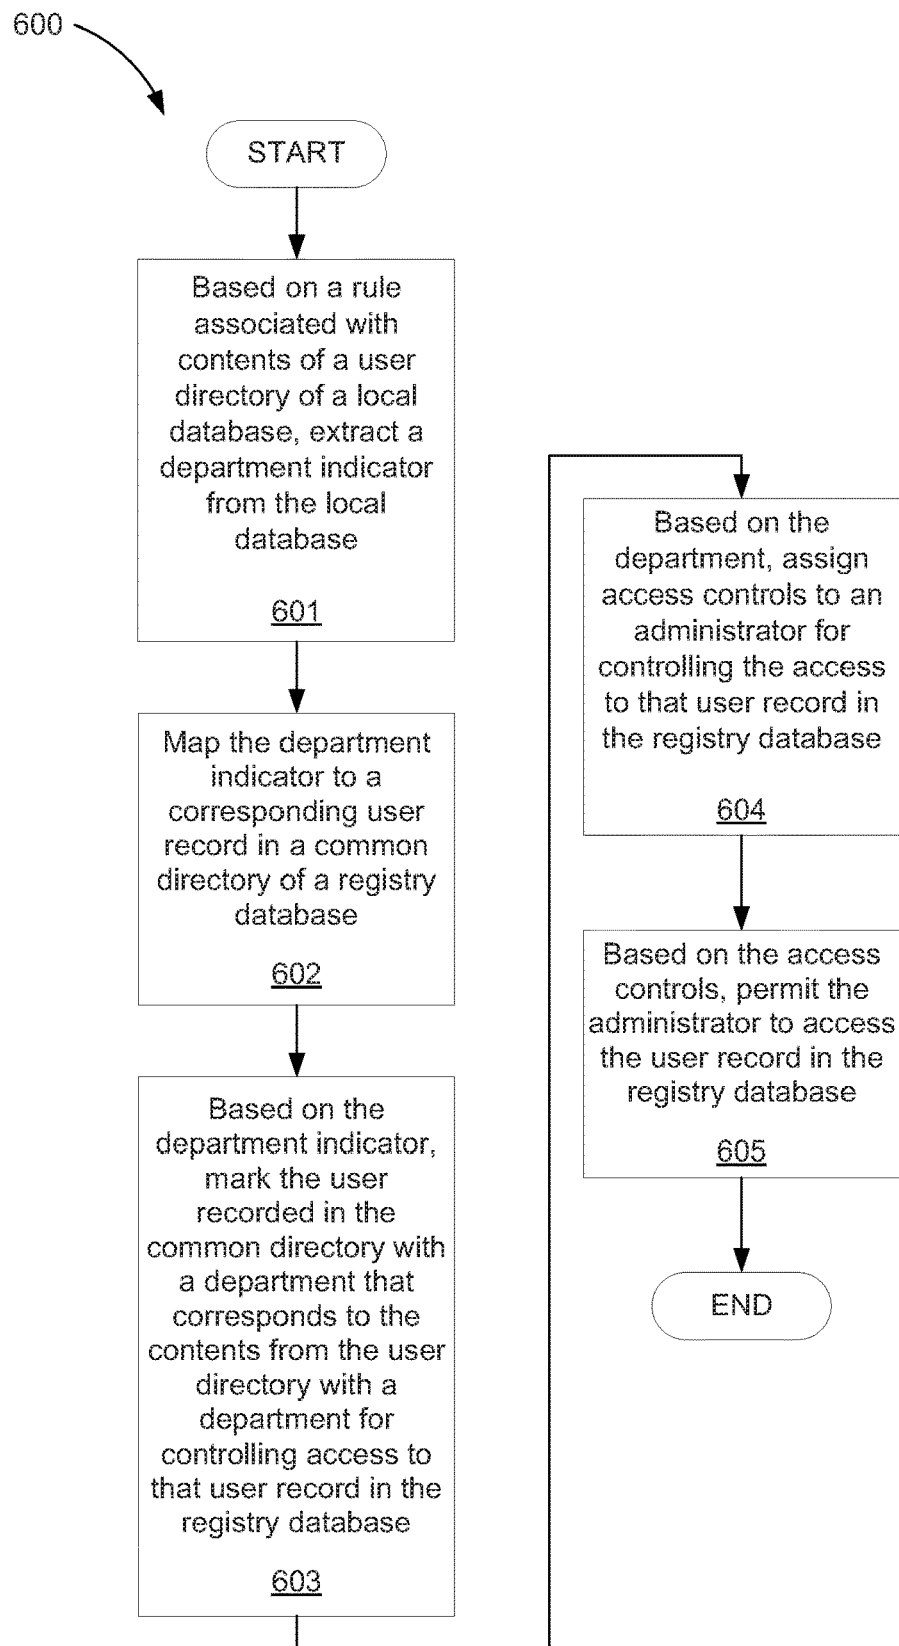 600
START
Based on a rule
associated with
contents of a user
directory of a local
database, extract a
department indicator
from the local
database
601
Map the department
indicator to a
corresponding user
record in a common
directory of a registry
database
602
Based on the
department indicator,
mark the user
recorded in the
common directory with
a department that
corresponds to the
contents from the user
directory with a
department for
controlling access to
that user record in the
registry database
603
Based on the
department, assign
access controls to an
administrator for
controlling the access
to that user record in
the registry database
604
Based on the access
controls, permit the
administrator to access
the user record in the
registry database
605
END